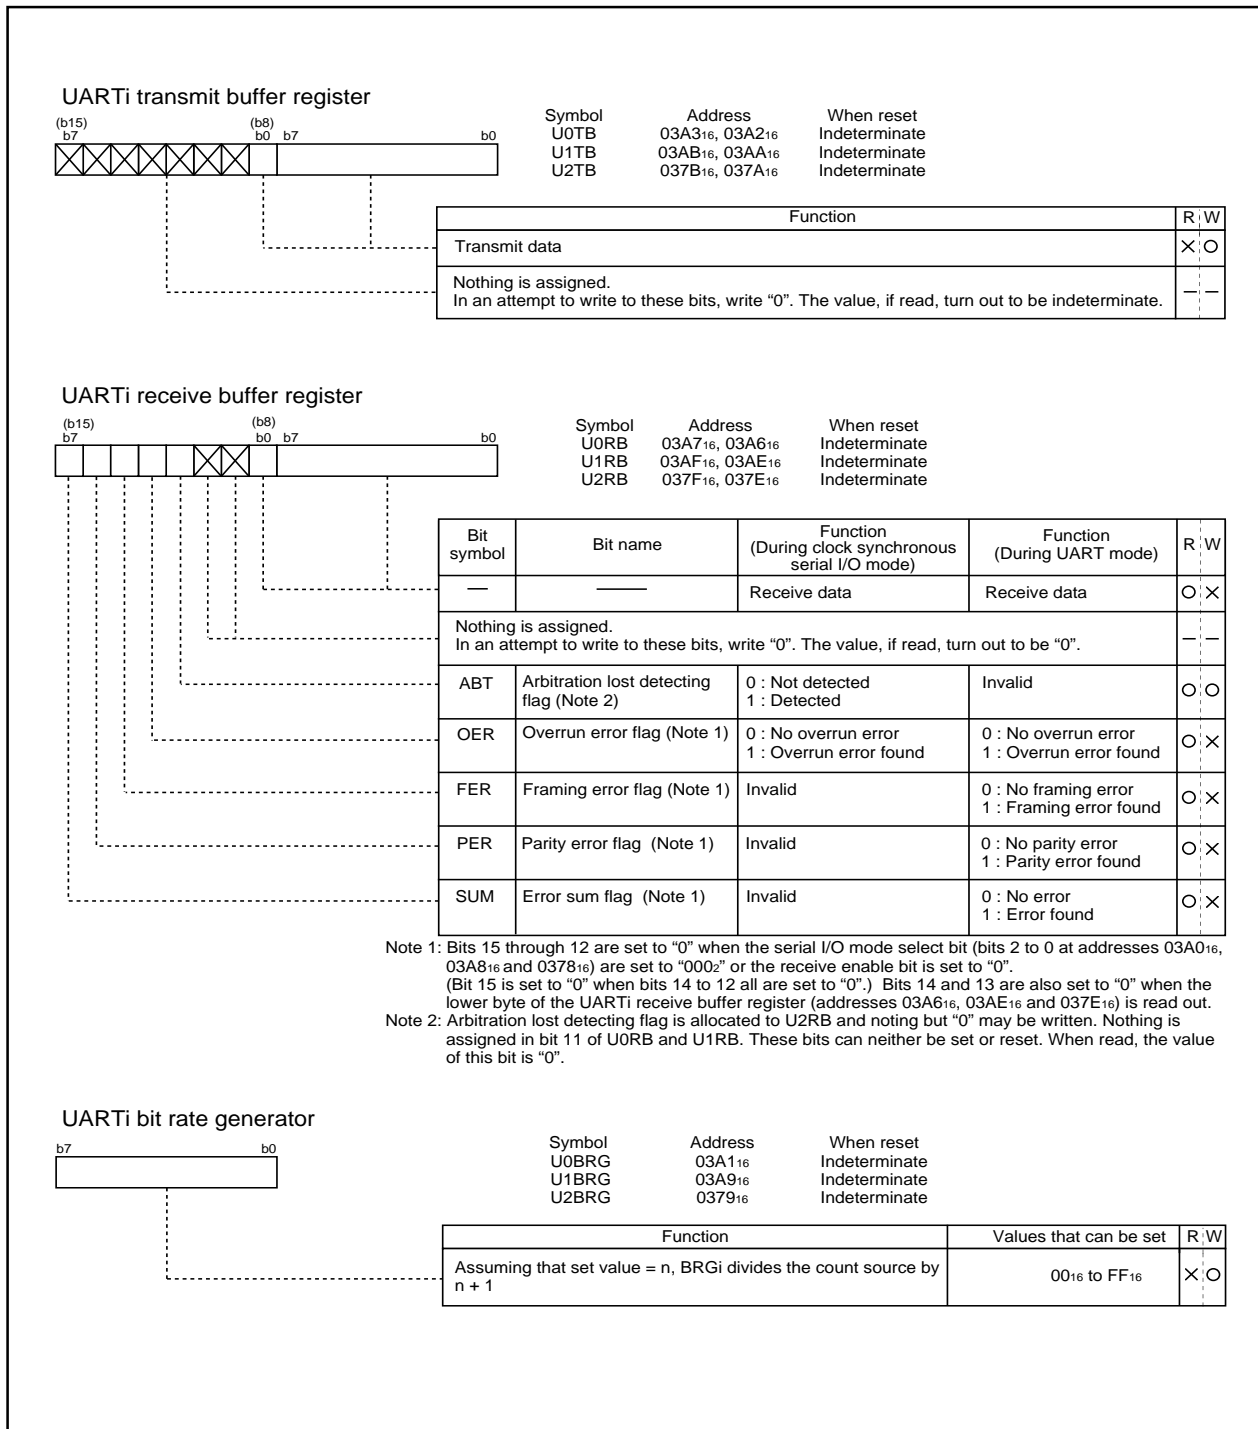 UARTi transmit buffer register
(b15) (b8)
b7 b0 b7 b0
Symbol Address When reset
U0TB 03A3₁₆, 03A2₁₆ Indeterminate
U1TB 03AB₁₆, 03AA₁₆ Indeterminate
U2TB 037B₁₆, 037A₁₆ Indeterminate
Function R W
Transmit data × O
Nothing is assigned.
In an attempt to write to these bits, write “0”. The value, if read, turn out to be indeterminate. — —
UARTi receive buffer register
(b15) (b8)
b7 b0 b7 b0
Symbol Address When reset
U0RB 03A7₁₆, 03A6₁₆ Indeterminate
U1RB 03AF₁₆, 03AE₁₆ Indeterminate
U2RB 037F₁₆, 037E₁₆ Indeterminate
Bit symbol Bit name Function (During clock synchronous serial I/O mode) Function (During UART mode) R W
— — Receive data Receive data O ×
Nothing is assigned.
In an attempt to write to these bits, write “0”. The value, if read, turn out to be “0”. — —
ABT Arbitration lost detecting flag (Note 2) 0 : Not detected 1 : Detected Invalid O O
OER Overrun error flag (Note 1) 0 : No overrun error 1 : Overrun error found 0 : No overrun error 1 : Overrun error found O ×
FER Framing error flag (Note 1) Invalid 0 : No framing error 1 : Framing error found O ×
PER Parity error flag (Note 1) Invalid 0 : No parity error 1 : Parity error found O ×
SUM Error sum flag (Note 1) Invalid 0 : No error 1 : Error found O ×
Note 1: Bits 15 through 12 are set to “0” when the serial I/O mode select bit (bits 2 to 0 at addresses 03A0₁₆,
03A8₁₆ and 0378₁₆) are set to “000₂” or the receive enable bit is set to “0”.
(Bit 15 is set to “0” when bits 14 to 12 all are set to “0”.) Bits 14 and 13 are also set to “0” when the
lower byte of the UARTi receive buffer register (addresses 03A6₁₆, 03AE₁₆ and 037E₁₆) is read out.
Note 2: Arbitration lost detecting flag is allocated to U2RB and noting but “0” may be written. Nothing is
assigned in bit 11 of U0RB and U1RB. These bits can neither be set or reset. When read, the value
of this bit is “0”.
UARTi bit rate generator
b7 b0
Symbol Address When reset
U0BRG 03A1₁₆ Indeterminate
U1BRG 03A9₁₆ Indeterminate
U2BRG 0379₁₆ Indeterminate
Function Values that can be set R W
Assuming that set value = n, BRGi divides the count source by
n + 1 00₁₆ to FF₁₆ × O